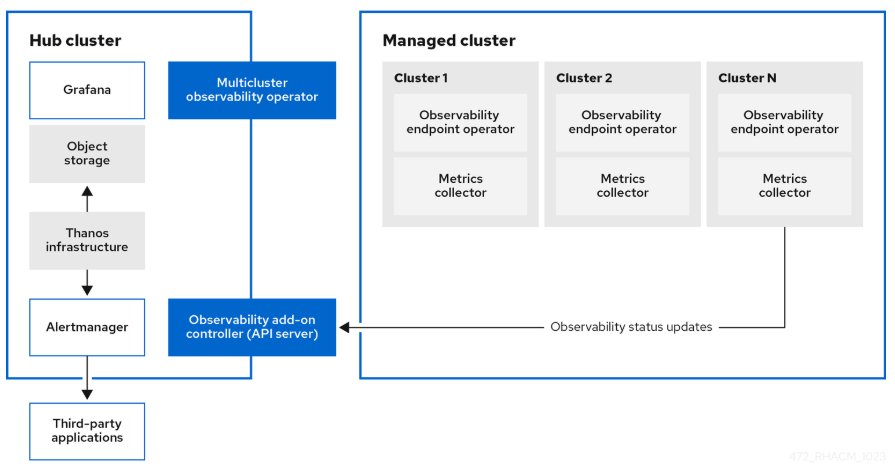 Hub cluster
Grafana
Multicluster
observability operator
Object
storage
Thanos
infrastructure
Alertmanager
Observability add-on
controller (API server)
Third-party
applications
Managed cluster
Cluster 1
Observability
endpoint operator
Metrics
collector
Cluster 2
Observability
endpoint operator
Metrics
collector
Cluster N
Observability
endpoint operator
Metrics
collector
Observability status updates
472_RHACM_1023